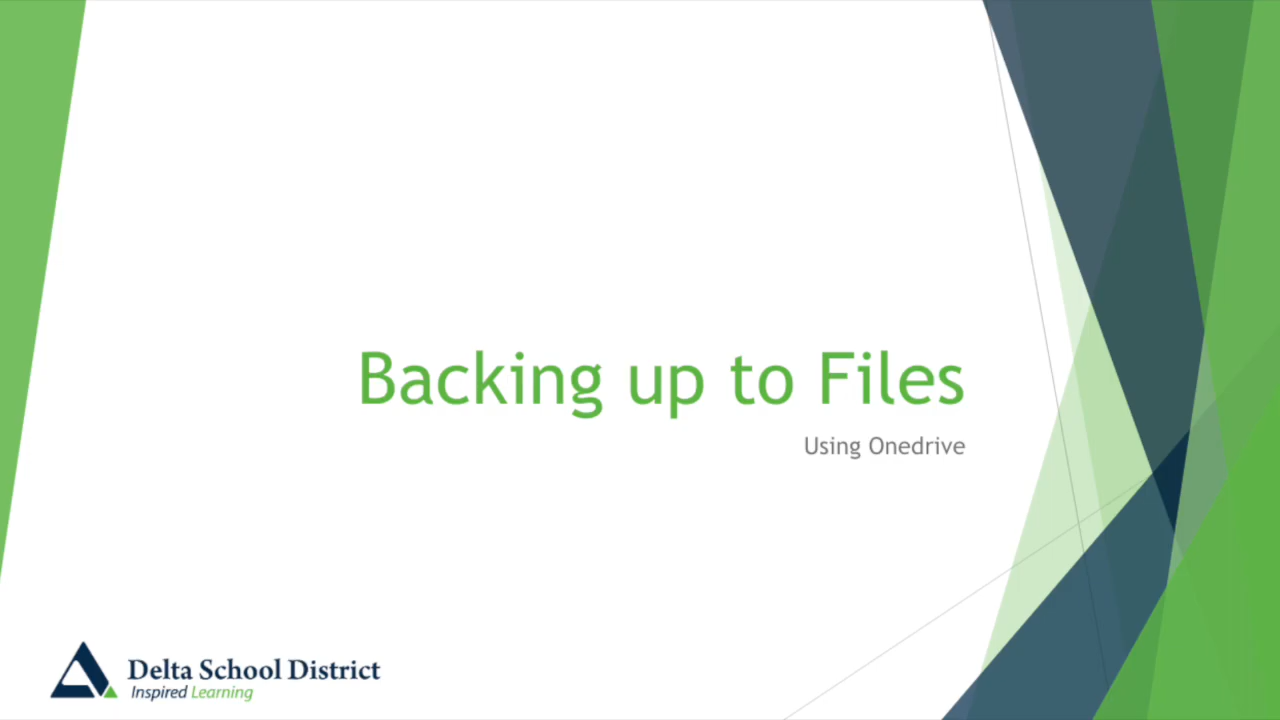 Backing up to Files
Using Onedrive
Delta School District
Inspired Learning